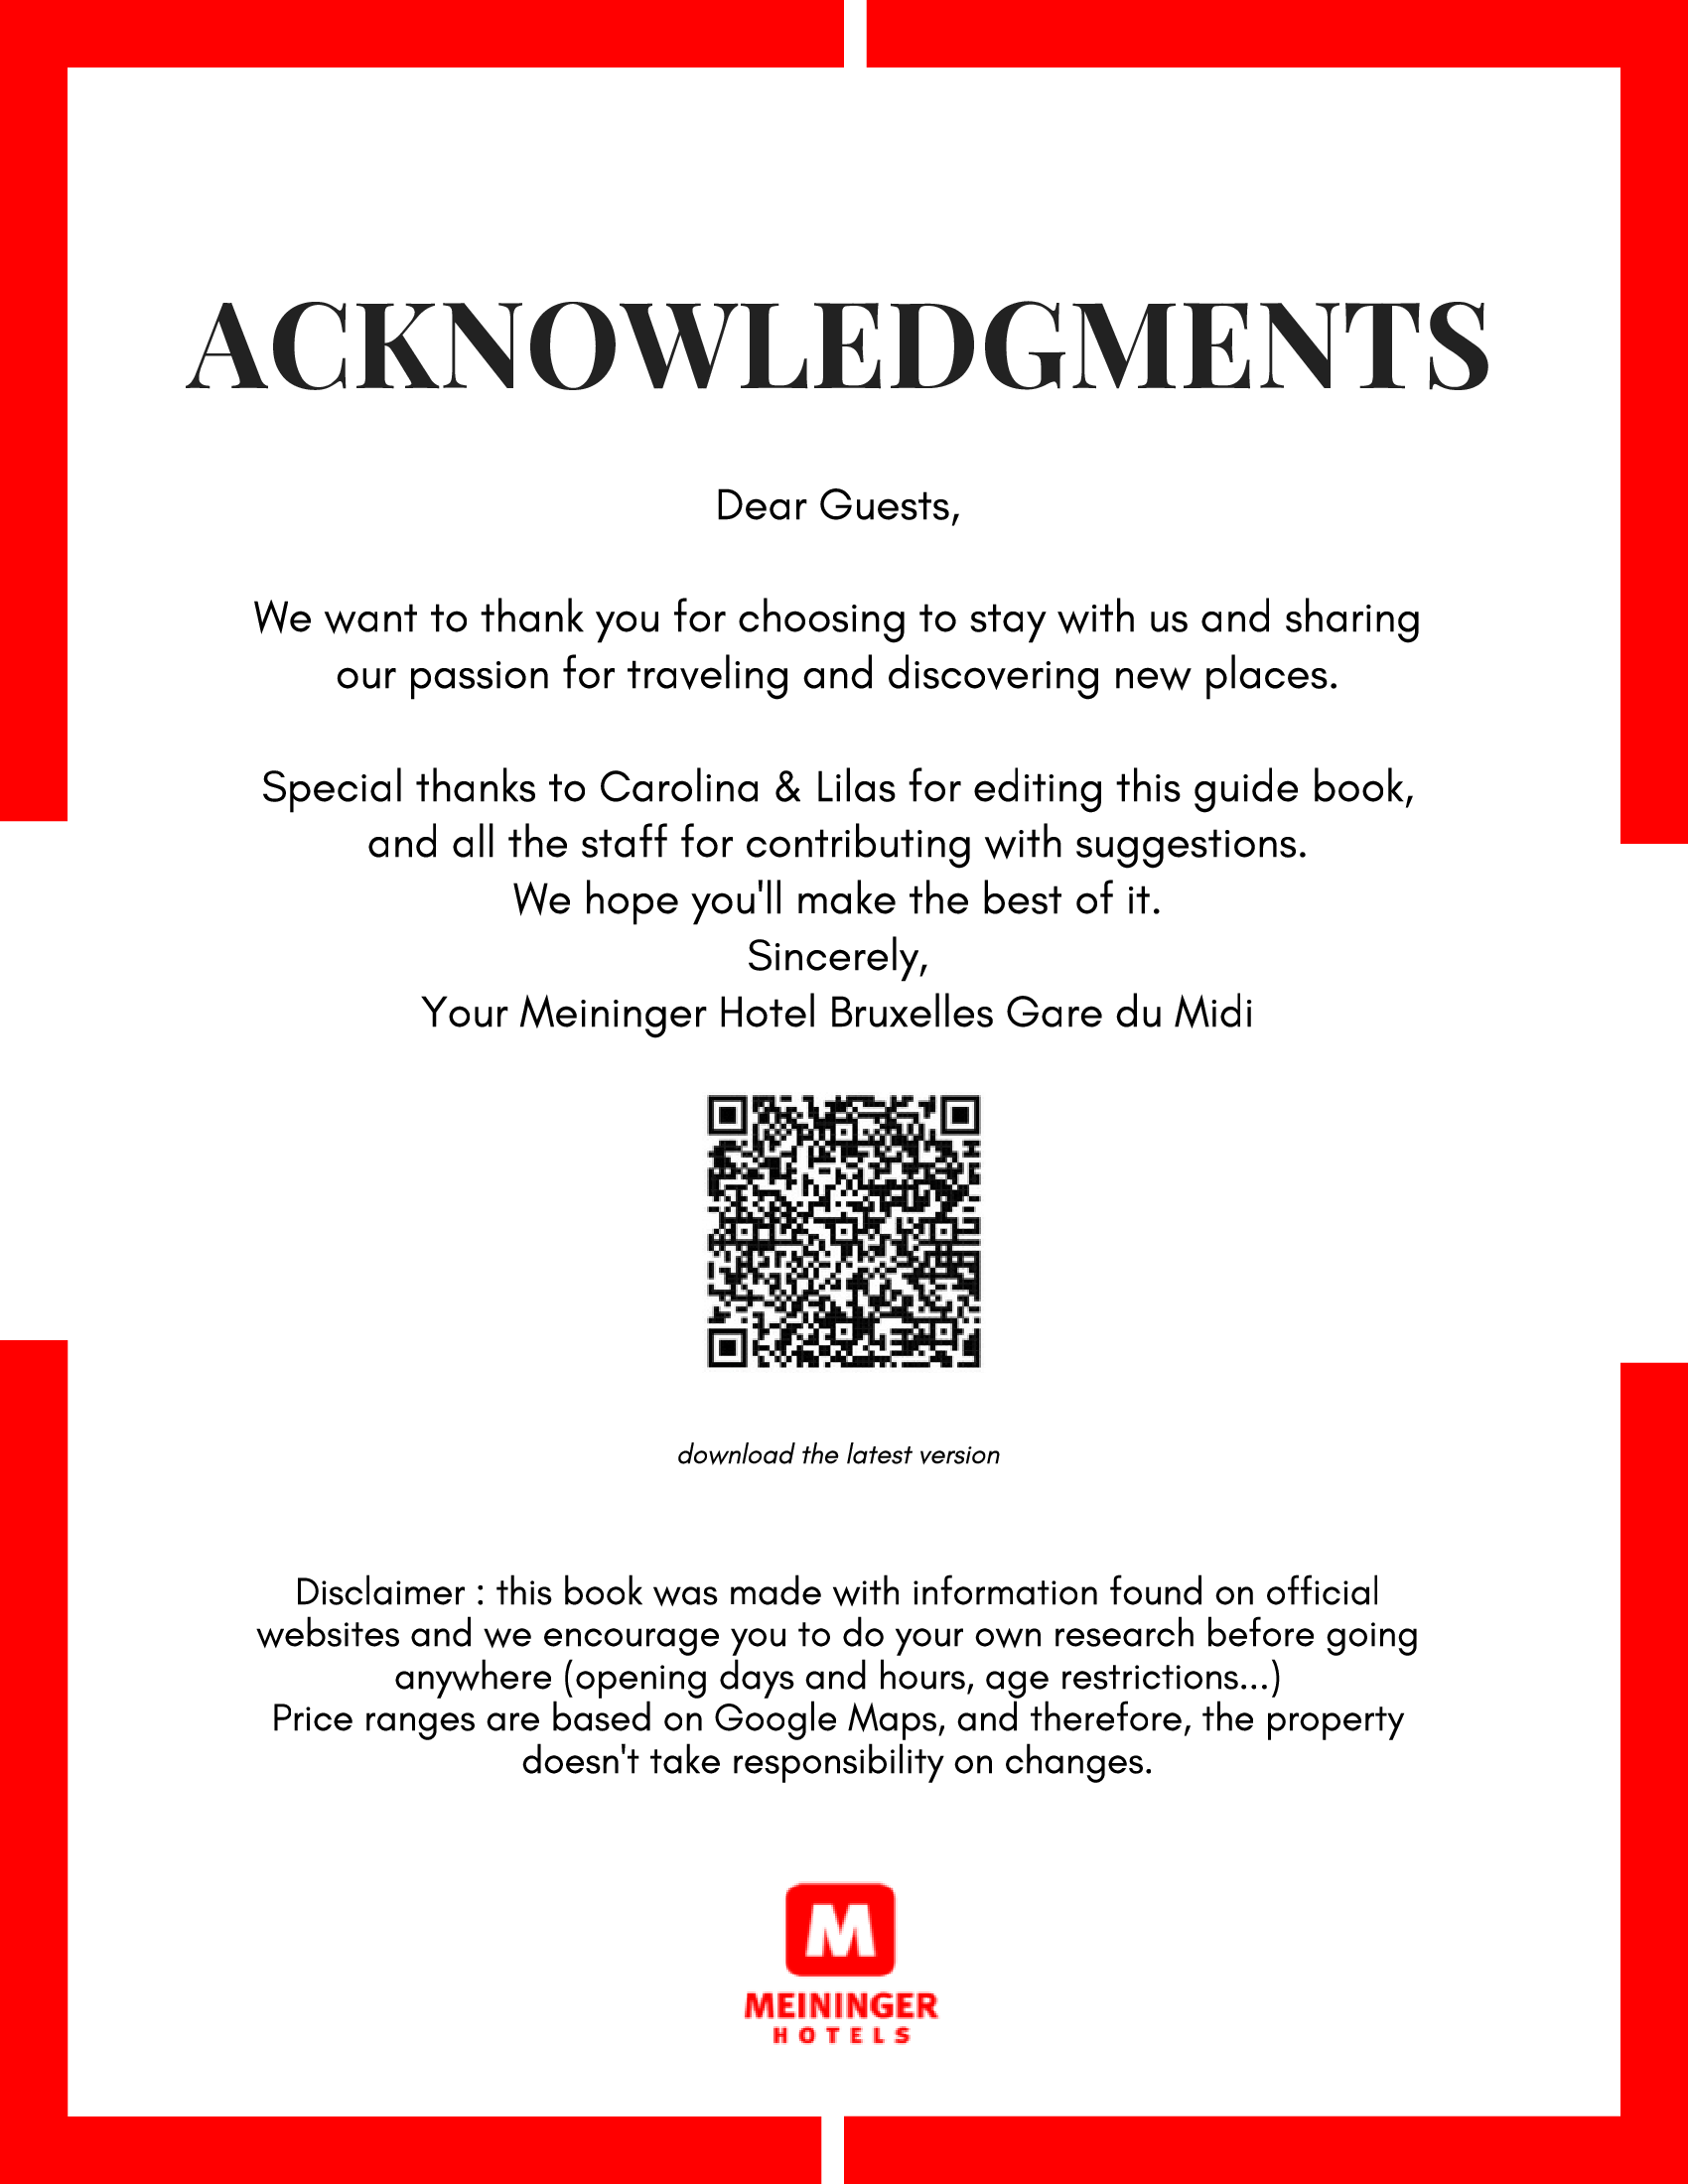 ACKNOWLEDGMENTS
Dear Guests,
We want to thank you for choosing to stay with us and sharing
our passion for traveling and discovering new places.
Special thanks to Carolina & Lilas for editing this guide book,
and all the staff for contributing with suggestions.
We hope you'll make the best of it.
Sincerely,
Your Meininger Hotel Bruxelles Gare du Midi
download the latest version
Disclaimer : this book was made with information found on official
websites and we encourage you to do your own research before going
anywhere (opening days and hours, age restrictions...)
Price ranges are based on Google Maps, and therefore, the property
doesn't take responsibility on changes.
M
MEININGER
HOTELS